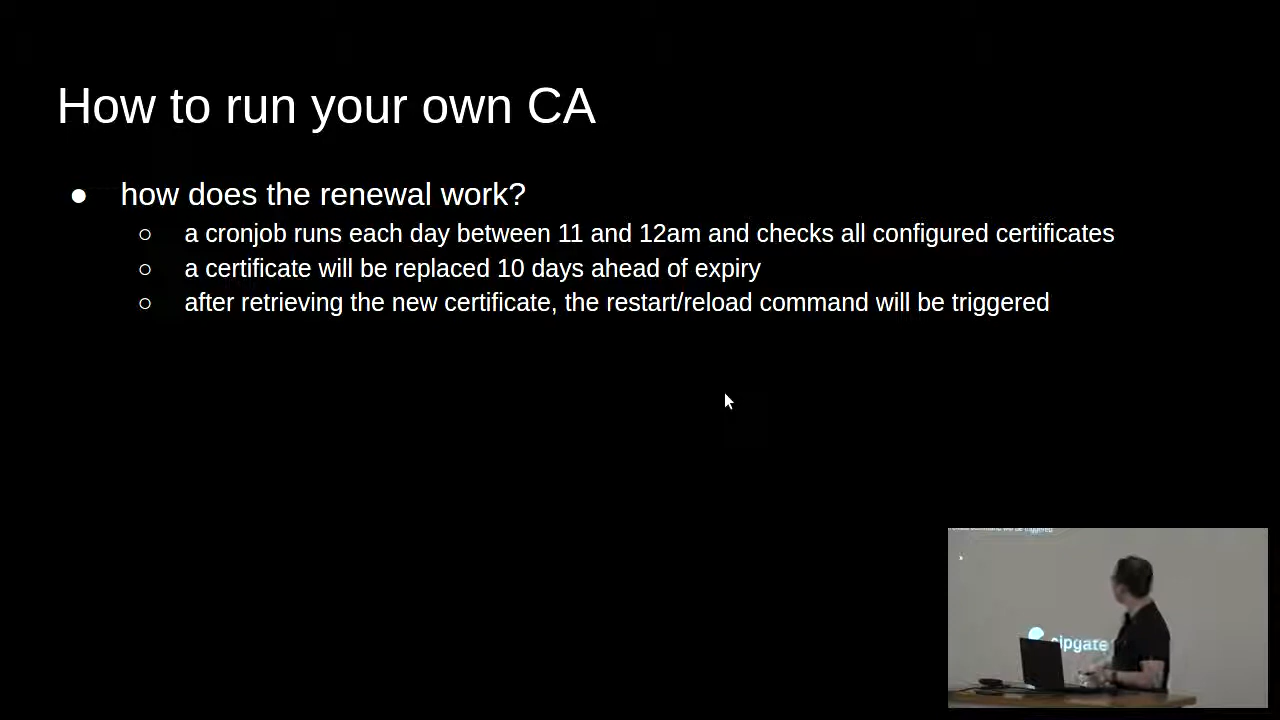 How to run your own CA
● how does the renewal work?
○ a cronjob runs each day between 11 and 12am and checks all configured certificates
○ a certificate will be replaced 10 days ahead of expiry
○ after retrieving the new certificate, the restart/reload command will be triggered
sipgate